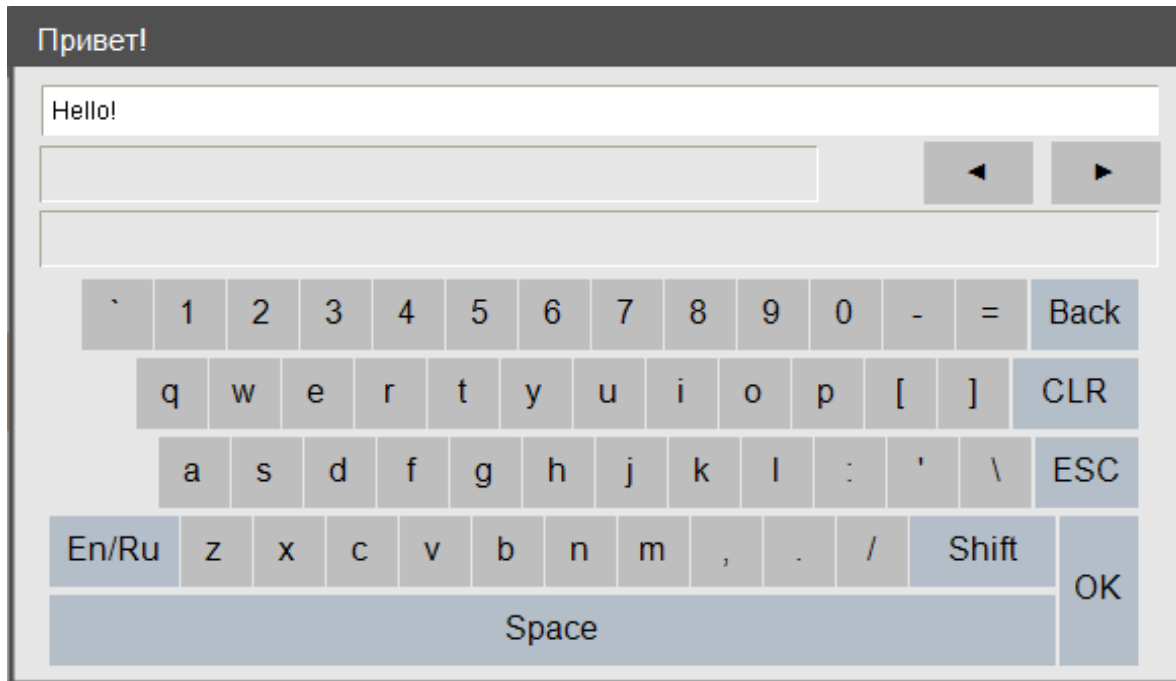 Привет!
Hello!
◄ ►
` 1 2 3 4 5 6 7 8 9 0 - = Back
q w e r t y u i o p [ ] CLR
a s d f g h j k l : ' \ ESC
En/Ru z x c v b n m , . / Shift
OK
Space